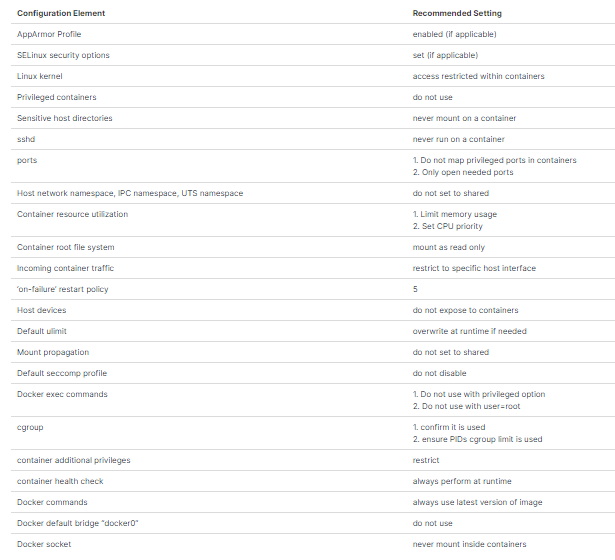 Configuration Element Recommended Setting
AppArmor Profile enabled (if applicable)
SELinux security options set (if applicable)
Linux kernel access restricted within containers
Privileged containers do not use
Sensitive host directories never mount on a container
sshd never run on a container
ports 1. Do not map privileged ports in containers
2. Only open needed ports
Host network namespace, IPC namespace, UTS namespace do not set to shared
Container resource utilization 1. Limit memory usage
2. Set CPU priority
Container root file system mount as read only
Incoming container traffic restrict to specific host interface
'on-failure' restart policy 5
Host devices do not expose to containers
Default ulimit overwrite at runtime if needed
Mount propagation do not set to shared
Default seccomp profile do not disable
Docker exec commands 1. Do not use with privileged option
2. Do not use with user=root
cgroup 1. confirm it is used
2. ensure PIDs cgroup limit is used
container additional privileges restrict
container health check always perform at runtime
Docker commands always use latest version of image
Docker default bridge "docker0" do not use
Docker socket never mount inside containers